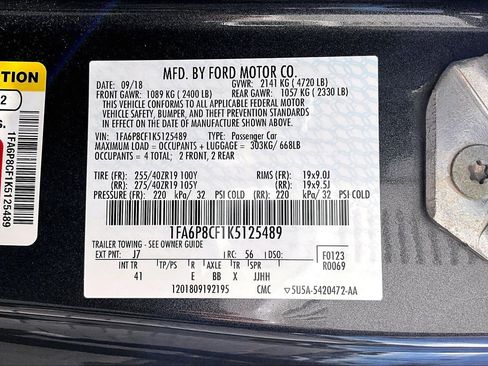 MFD. BY FORD MOTOR CO.
DATE: 09/18 GVWR: 2141 KG ( 4720 LB)
FRONT GAWR: 1089 KG ( 2400 LB) REAR GAWR: 1057 KG ( 2330 LB)
THIS VEHICLE CONFORMS TO ALL APPLICABLE FEDERAL MOTOR
VEHICLE SAFETY, BUMPER, AND THEFT PREVENTION STANDARDS
IN EFFECT ON THE DATE OF MANUFACTURE SHOWN ABOVE.
VIN: 1FA6P8CF1K5125489 TYPE: Passenger Car
MAXIMUM LOAD = OCCUPANTS + LUGGAGE = 303KG/ 668LB
OCCUPANTS = 4 TOTAL; 2 FRONT, 2 REAR
TIRE (FR): 255/40ZR19 100Y RIMS (FR): 19x9.0J
(RR): 275/40ZR19 105Y (RR): 19x9.5J
PRESSURE (FR): 220 kPa/ 32 PSI COLD (RR) 220 kPa/ 32 PSI COLD
1FA6P8CF1K5125489
TRAILER TOWING - SEE OWNER GUIDE
EXT PNT: J7 RC: 56 DSO: F0123
R0069
INT TR TP/PS R AXLE TR SPR
41 E BB X JJHH
1201809192195 CMC 5U5A-5420472-AA
TION
2
S.
1FA6P8CF1K5125489